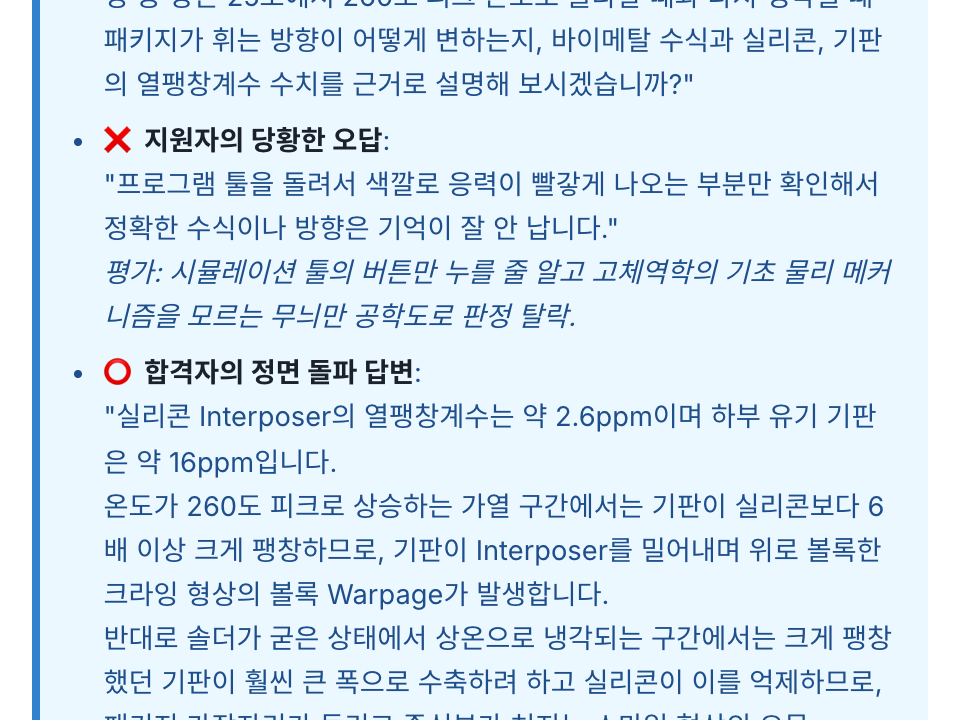 패키지가 휘는 방향이 어떻게 변하는지, 바이메탈 수식과 실리콘, 기판
의 열팽창계수 수치를 근거로 설명해 보시겠습니까?"
• ❌ 지원자의 당황한 오답:
"프로그램 툴을 돌려서 색깔로 응력이 빨갛게 나오는 부분만 확인해서
정확한 수식이나 방향은 기억이 잘 안 납니다."
평가: 시뮬레이션 툴의 버튼만 누를 줄 알고 고체역학의 기초 물리 메커
니즘을 모르는 무늬만 공학도로 판정 탈락.
• ⭕ 합격자의 정면 돌파 답변:
"실리콘 Interposer의 열팽창계수는 약 2.6ppm이며 하부 유기 기판
은 약 16ppm입니다.
온도가 260도 피크로 상승하는 가열 구간에서는 기판이 실리콘보다 6
배 이상 크게 팽창하므로, 기판이 Interposer를 밀어내며 위로 볼록한
크라잉 형상의 볼록 Warpage가 발생합니다.
반대로 솔더가 굳은 상태에서 상온으로 냉각되는 구간에서는 크게 팽창
했던 기판이 훨씬 큰 폭으로 수축하려 하고 실리콘이 이를 억제하므로,